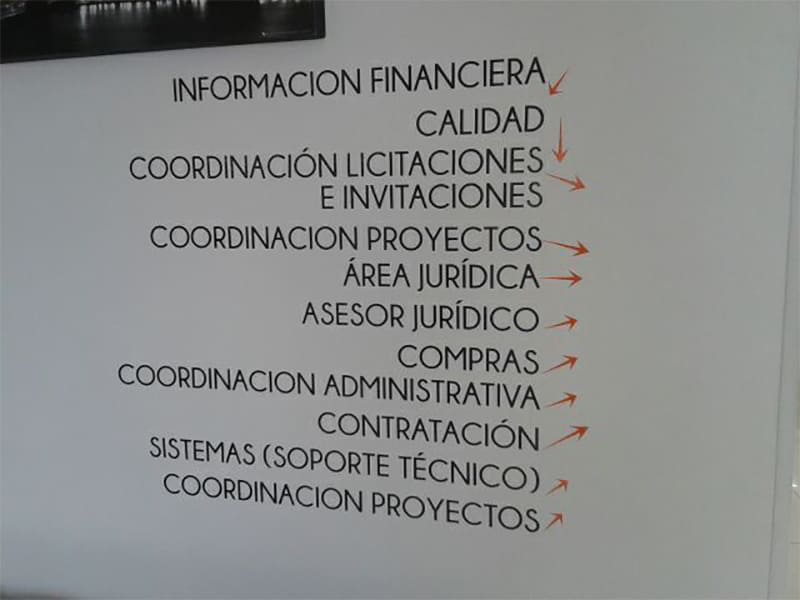 INFORMACION FINANCIERA
CALIDAD
COORDINACIÓN LICITACIONES
E INVITACIONES
COORDINACION PROYECTOS
ÁREA JURÍDICA
ASESOR JURÍDICO
COMPRAS
COORDINACION ADMINISTRATIVA
CONTRATACIÓN
SISTEMAS (SOPORTE TÉCNICO)
COORDINACION PROYECTOS